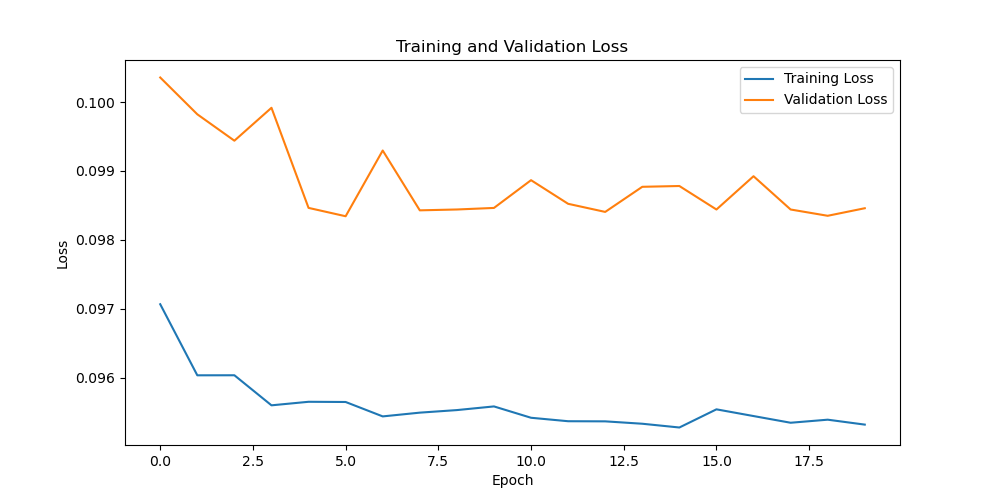 Training and Validation Loss
Training Loss
Validation Loss
0.100
0.099
0.098
0.097
0.096
Loss
0.0 2.5 5.0 7.5 10.0 12.5 15.0 17.5
Epoch